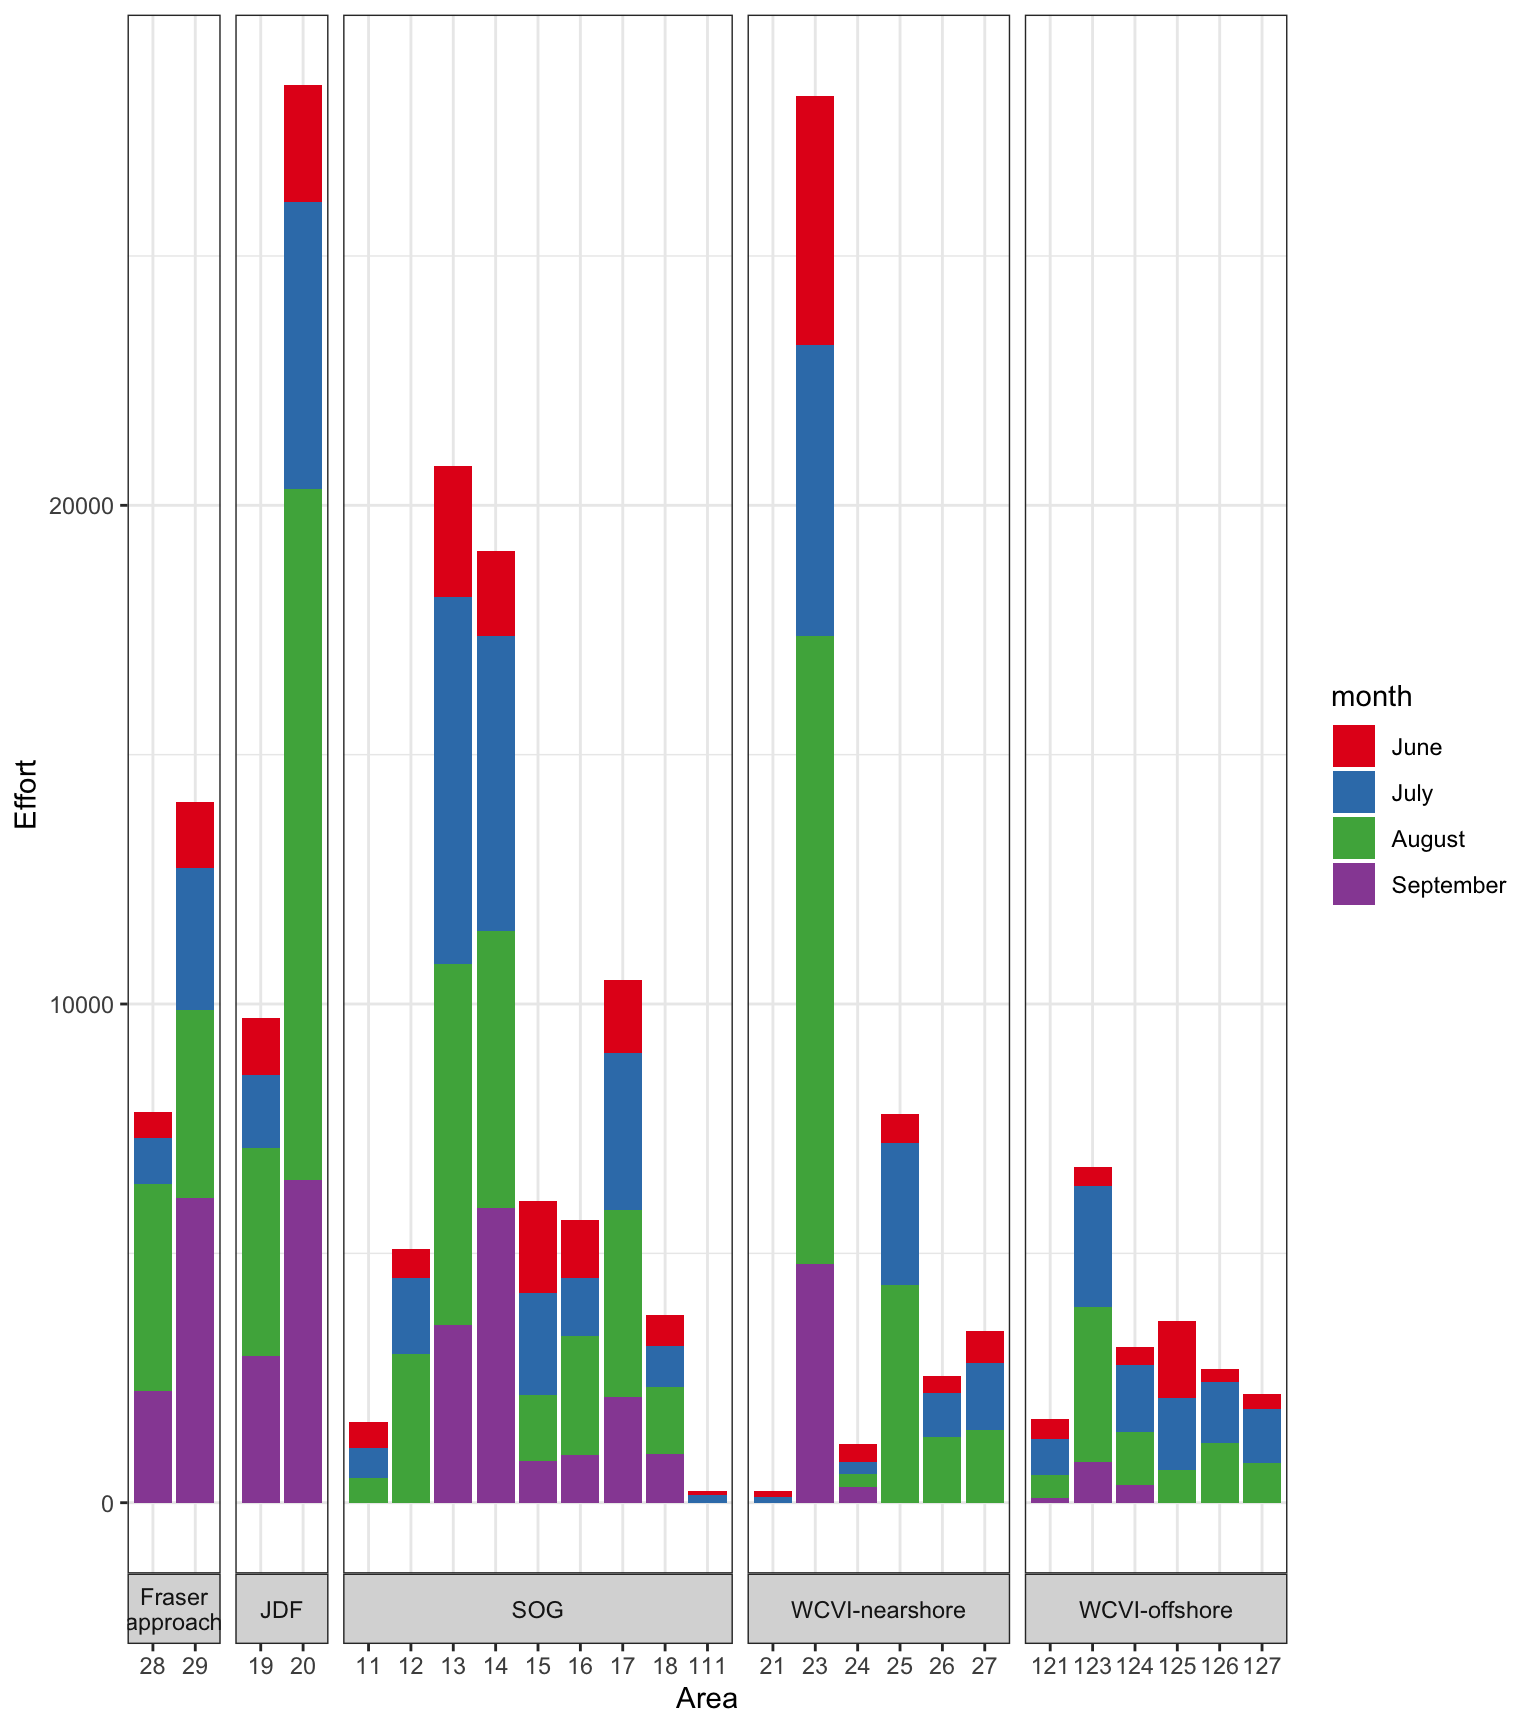 Effort
20000
10000
0
Fraser
approach
JDF
SOG
WCVI-nearshore
WCVI-offshore
28 29 19 20 11 12 13 14 15 16 17 18 111 21 23 24 25 26 27 121 123 124 125 126 127
Area
month
June
July
August
September